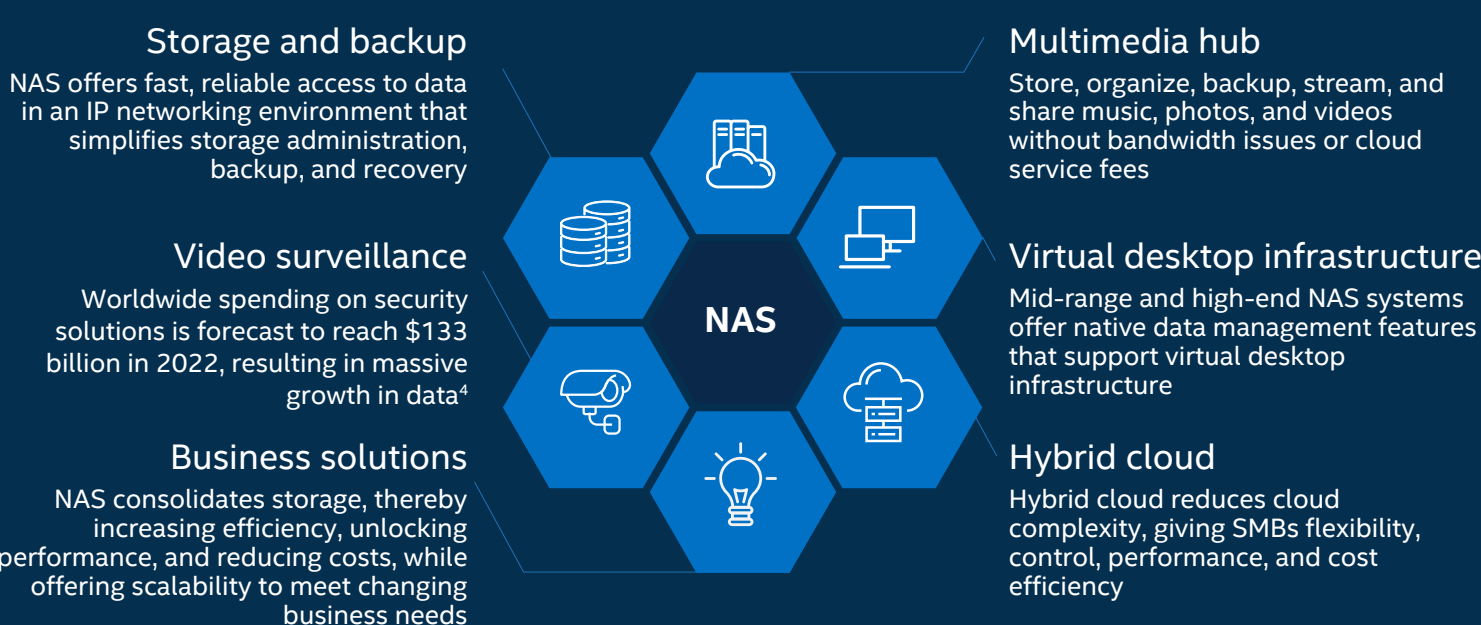 Storage and backup
NAS offers fast, reliable access to data
in an IP networking environment that
simplifies storage administration,
backup, and recovery
Video surveillance
Worldwide spending on security
solutions is forecast to reach $133
billion in 2022, resulting in massive
growth in data⁴
Business solutions
NAS consolidates storage, thereby
increasing efficiency, unlocking
performance, and reducing costs, while
offering scalability to meet changing
business needs
NAS
Multimedia hub
Store, organize, backup, stream, and
share music, photos, and videos
without bandwidth issues or cloud
service fees
Virtual desktop infrastructure
Mid-range and high-end NAS systems
offer native data management features
that support virtual desktop
infrastructure
Hybrid cloud
Hybrid cloud reduces cloud
complexity, giving SMBs flexibility,
control, performance, and cost
efficiency